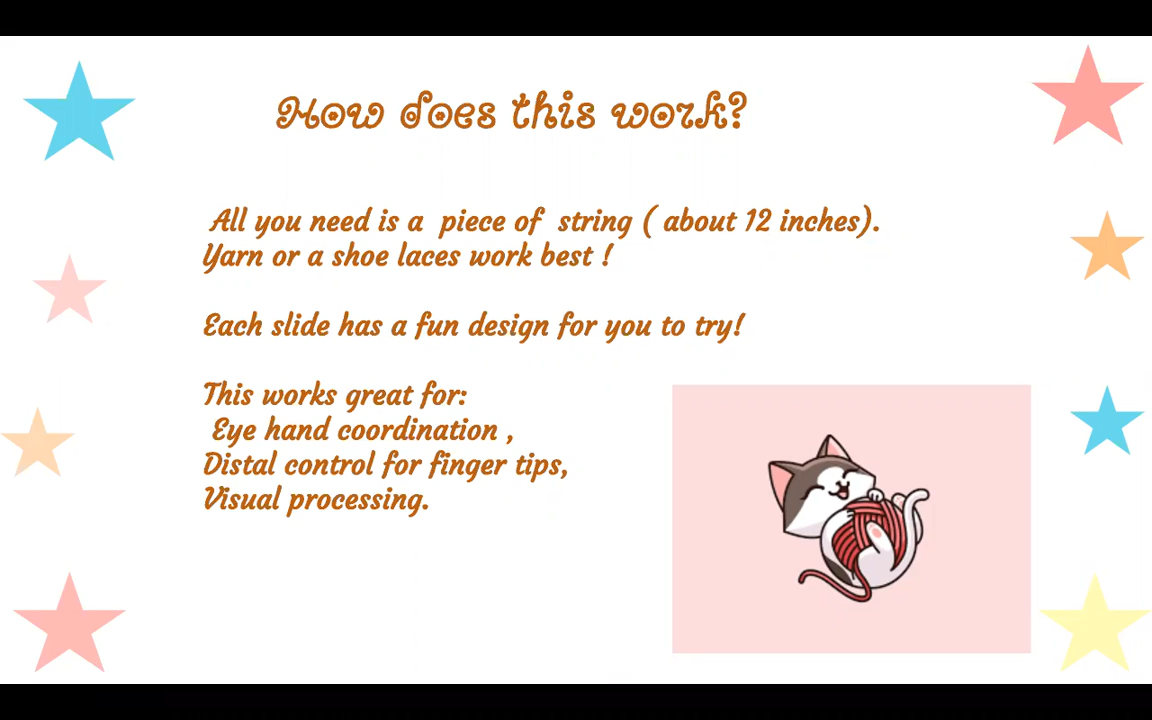 How does this work?
All you need is a piece of string ( about 12 inches).
Yarn or a shoe laces work best !
Each slide has a fun design for you to try!
This works great for:
Eye hand coordination ,
Distal control for finger tips,
Visual processing.